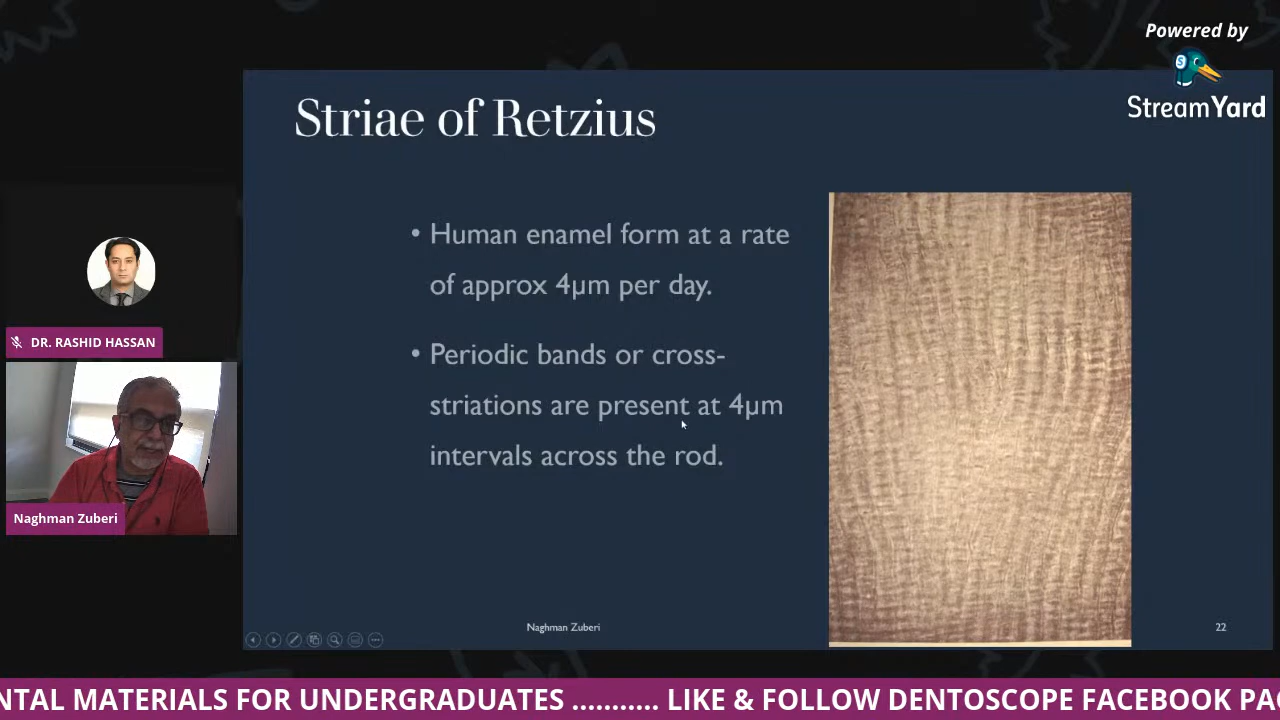 Powered by
StreamYard
Striae of Retzius
• Human enamel form at a rate
of approx 4µm per day.
• Periodic bands or cross-
striations are present at 4µm
intervals across the rod.
DR. RASHID HASSAN
Naghman Zuberi
Naghman Zuberi
22
NTAL MATERIALS FOR UNDERGRADUATES ........... LIKE & FOLLOW DENTOSCOPE FACEBOOK PA